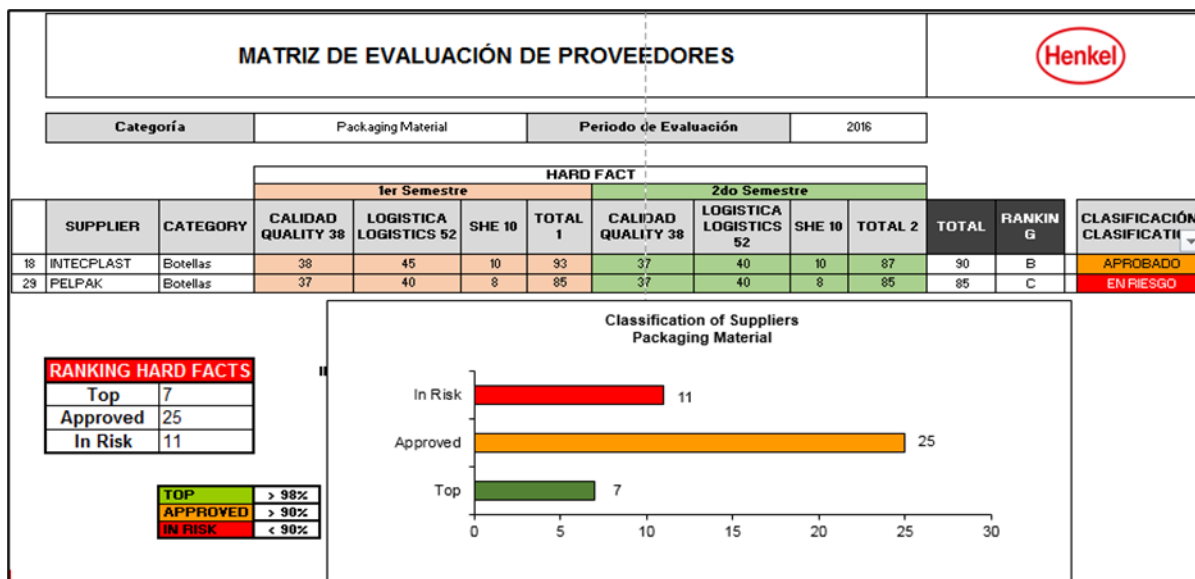 MATRIZ DE EVALUACIÓN DE PROVEEDORES
Henkel
Categoría Packaging Material Periodo de Evaluación 2016
HARD FACT
1er Semestre 2do Semestre
SUPPLIER CATEGORY CALIDAD QUALITY 38 LOGISTICA LOGISTICS 52 SHE 10 TOTAL 1 CALIDAD QUALITY 38 LOGISTICA LOGISTICS 52 SHE 10 TOTAL 2 TOTAL RANKING CLASIFICACIÓN CLASIFICATI
18 INTECPLAST Botellas 38 45 10 93 37 40 10 87 90 B APROBADO
29 PELPAK Botellas 37 40 8 85 37 40 8 85 85 C EN RIESGO
RANKING HARD FACTS
Top 7
Approved 25
In Risk 11
TOP > 98%
APPROVED > 90%
IN RISK < 90%
Classification of Suppliers
Packaging Material
In Risk 11
Approved 25
Top 7
0 5 10 15 20 25 30